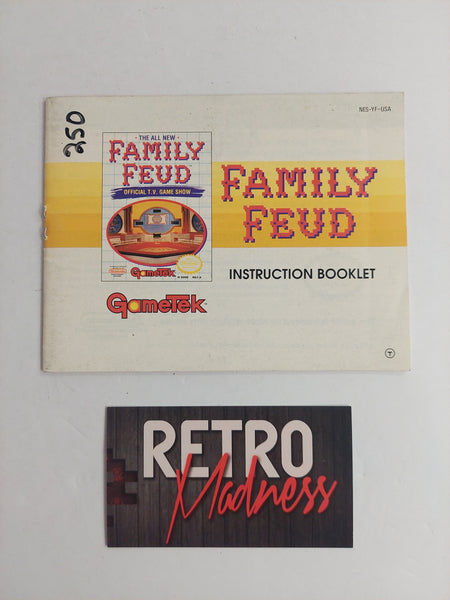 250
NES-YF-USA
THE ALL NEW
FAMILY
FEUD
OFFICIAL T.V. GAME SHOW
GameTek
FAMILY
FEUD
INSTRUCTION BOOKLET
GameTek
T
RETRO
Madness